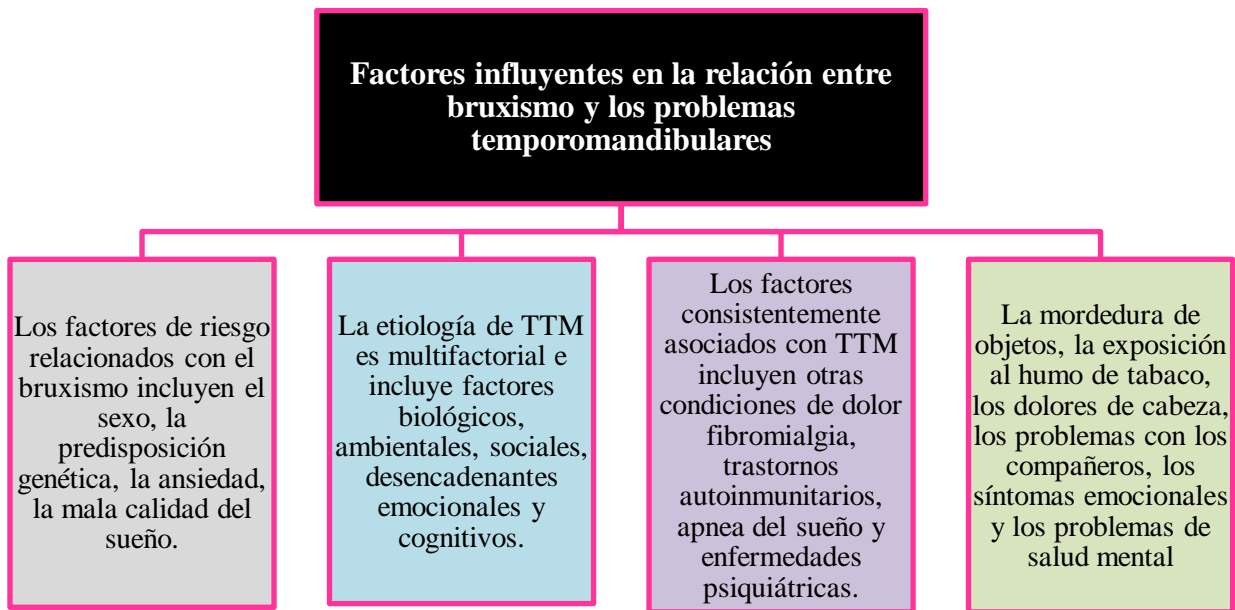 Factores influyentes en la relación entre
bruxismo y los problemas
temporomandibulares
Los factores de riesgo
relacionados con el
bruxismo incluyen el
sexo, la
predisposición
genética, la ansiedad,
la mala calidad del
sueño.
La etiología de TTM
es multifactorial e
incluye factores
biológicos,
ambientales, sociales,
desencadenantes
emocionales y
cognitivos.
Los factores
consistentemente
asociados con TTM
incluyen otras
condiciones de dolor
fibromialgia,
trastornos
autoinmunitarios,
apnea del sueño y
enfermedades
psiquiátricas.
La mordedura de
objetos, la exposición
al humo de tabaco,
los dolores de cabeza,
los problemas con los
compañeros, los
síntomas emocionales
y los problemas de
salud mental